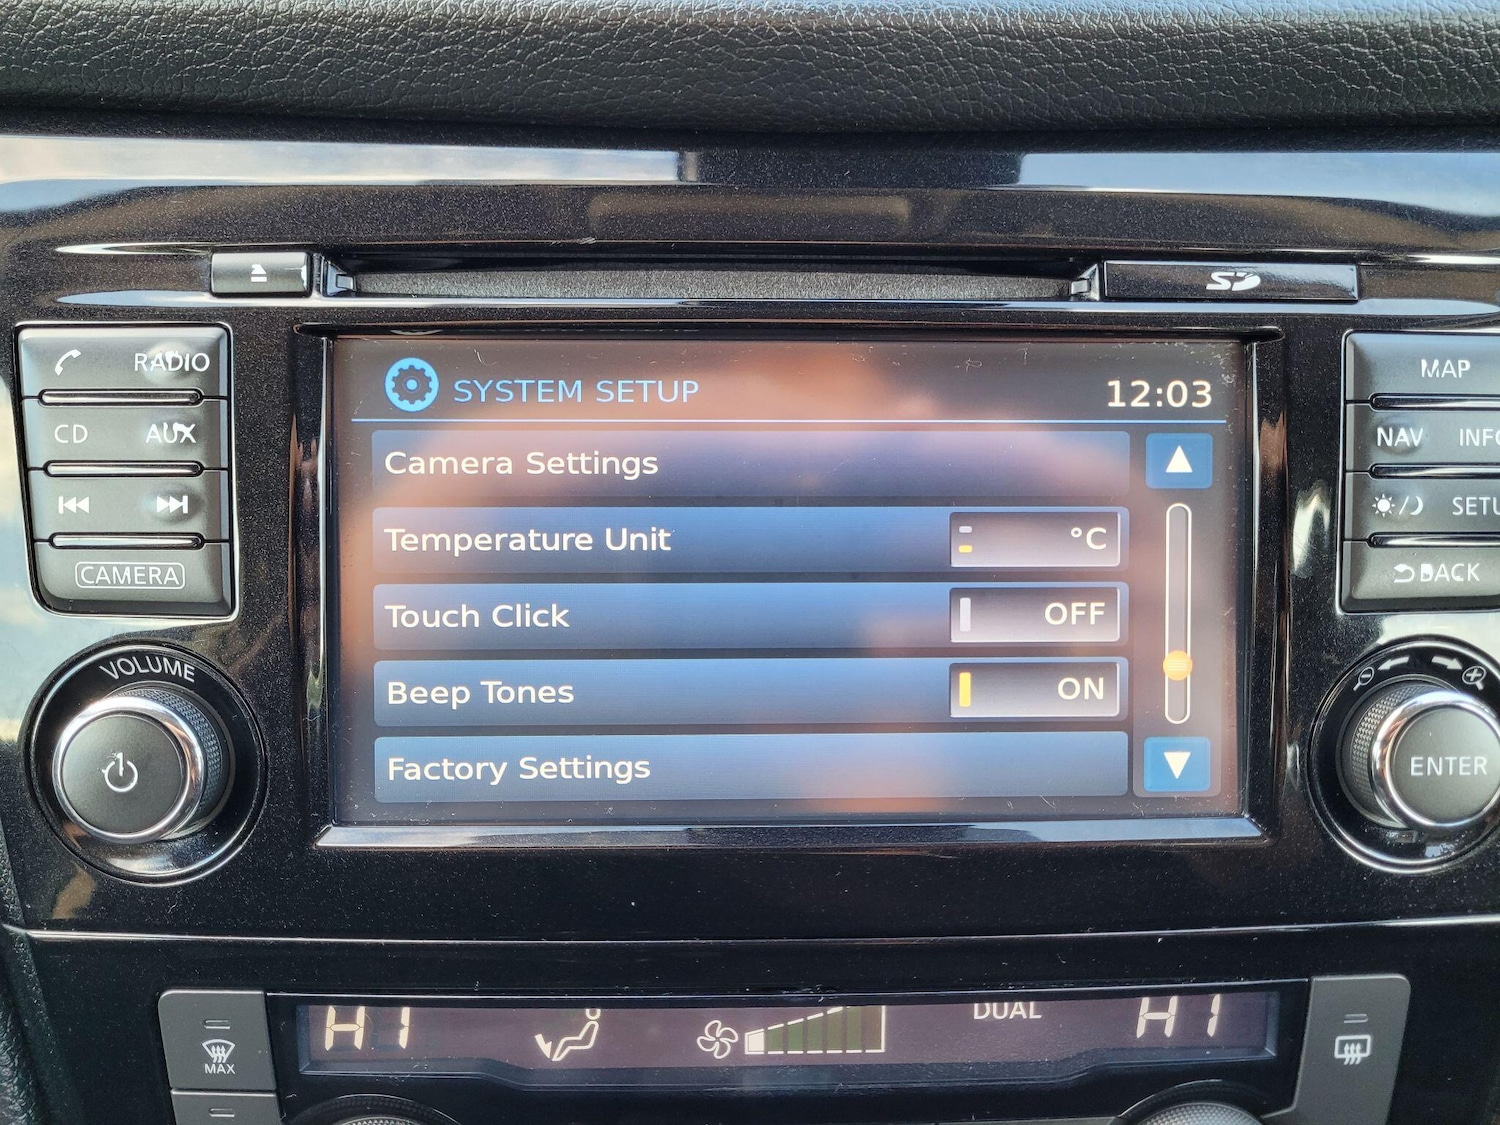 SD
RADIO
CD AUX
CAMERA
VOLUME
SYSTEM SETUP 12:03
Camera Settings
Temperature Unit °C
Touch Click OFF
Beep Tones ON
Factory Settings
MAP
NAV INFO
SETU
BACK
ENTER
HI DUAL HI
MAX